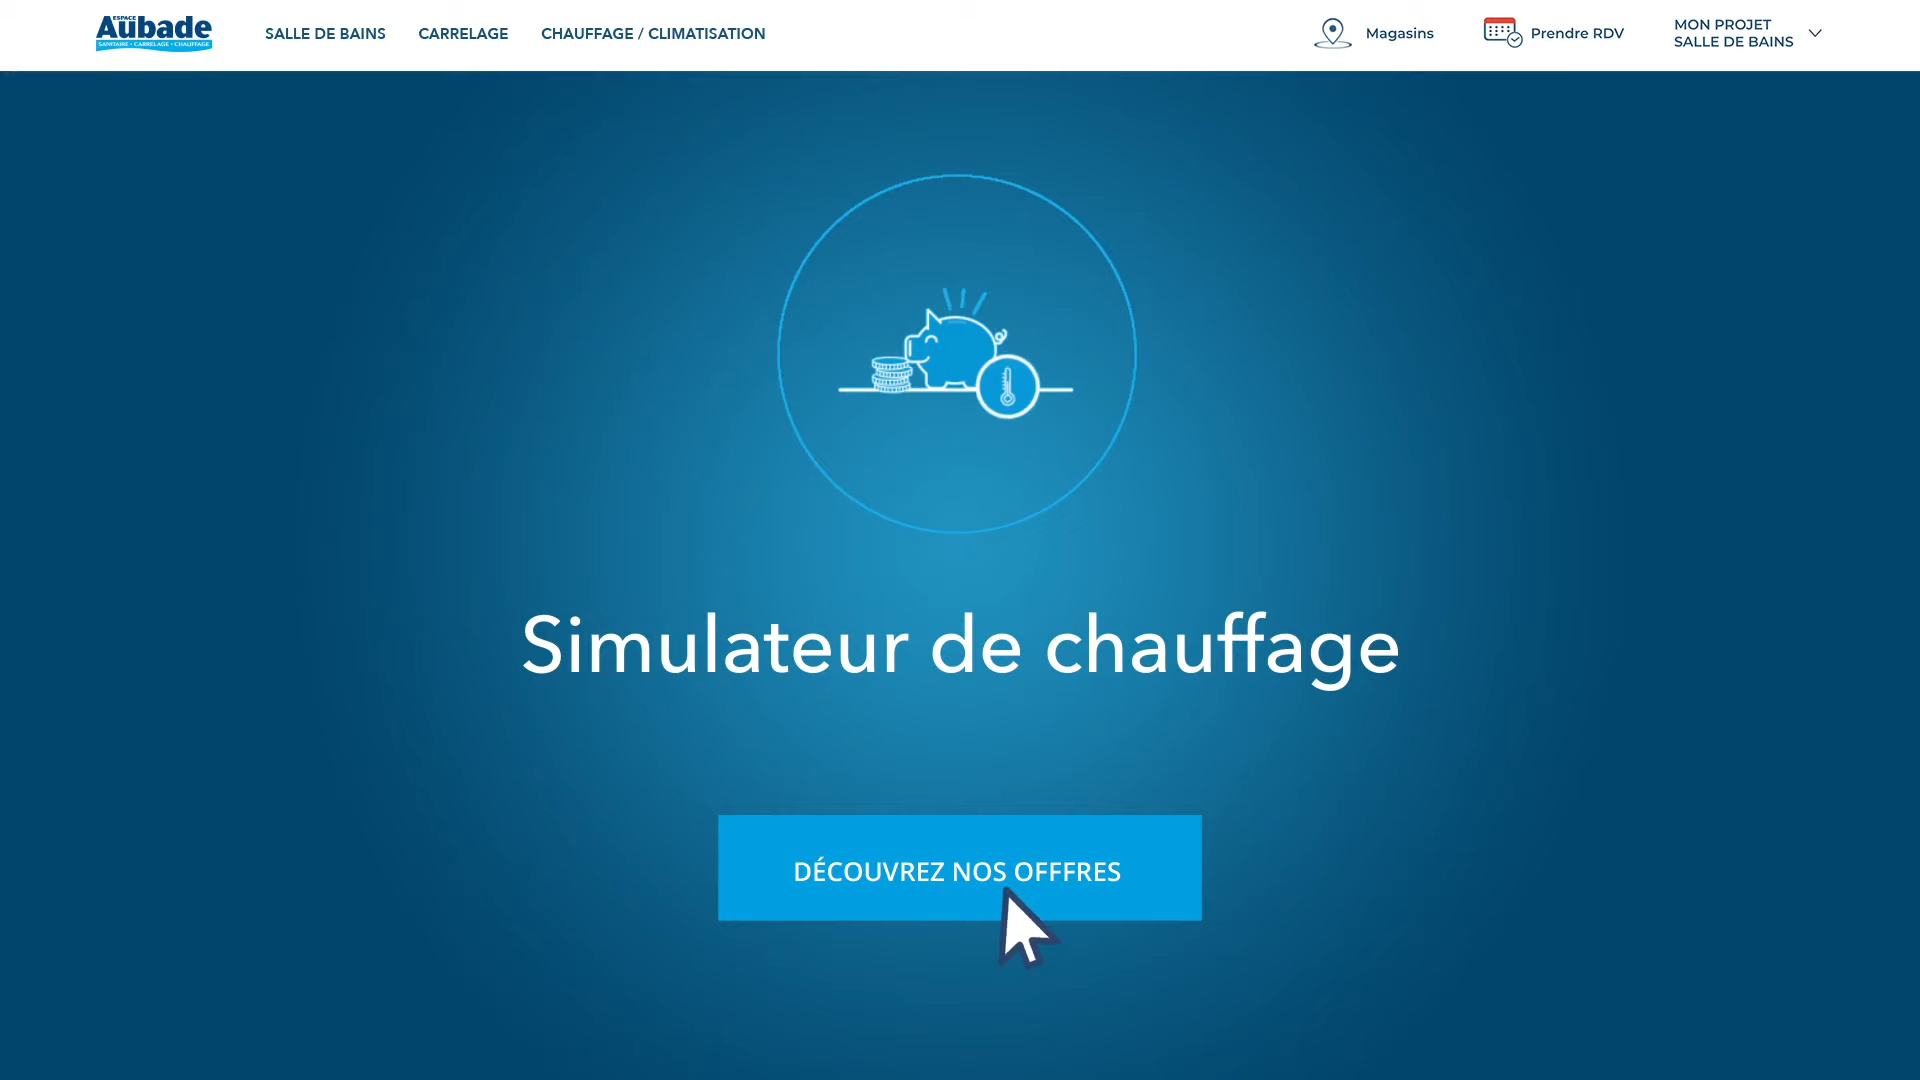 ESPACE
Aubade
SANITAIRE • CARRELAGE • CHAUFFAGE
SALLE DE BAINS
CARRELAGE
CHAUFFAGE / CLIMATISATION
Magasins
Prendre RDV
MON PROJET
SALLE DE BAINS
Simulateur de chauffage
DÉCOUVREZ NOS OFFFRES